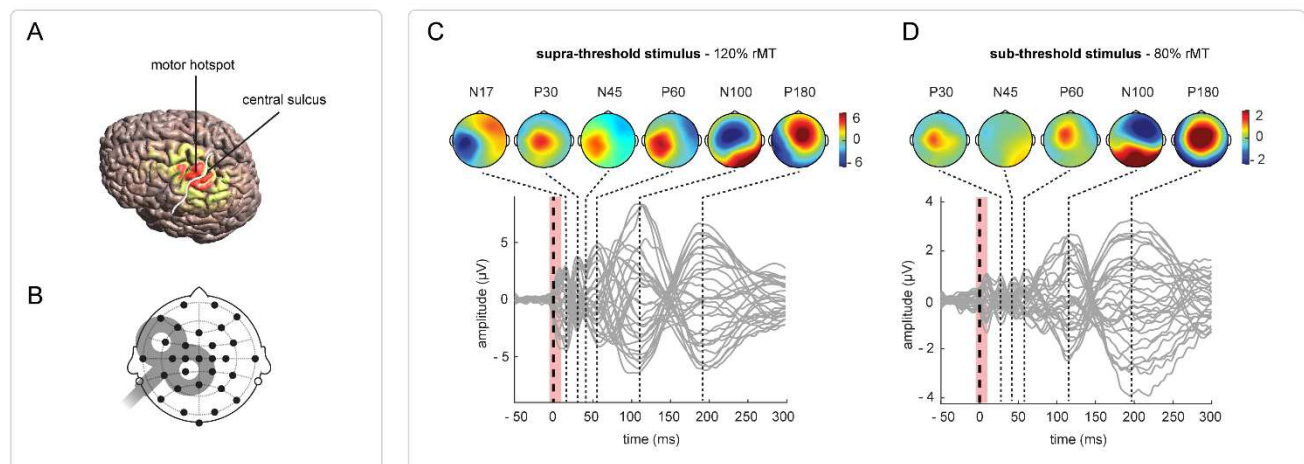 A
motor hotspot
central sulcus
B
C
supra-threshold stimulus - 120% rMT
N17 P30 N45 P60 N100 P180
6
0
- 6
5
0
-5
amplitude (µV)
-50 0 50 100 150 200 250 300
time (ms)
D
sub-threshold stimulus - 80% rMT
P30 N45 P60 N100 P180
2
0
- 2
4
2
0
-2
-4
amplitude (µV)
-50 0 50 100 150 200 250 300
time (ms)